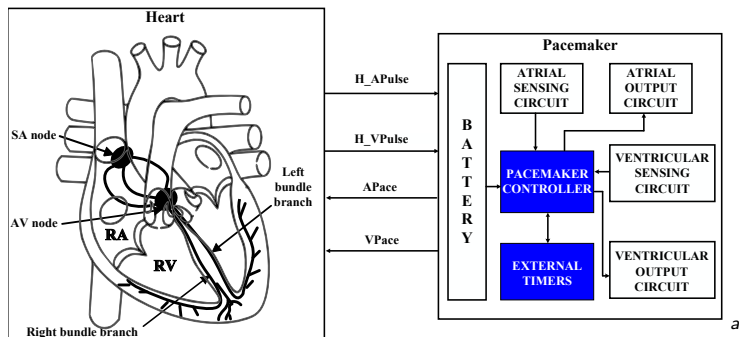 Heart
SA node
AV node
RA
RV
Left
bundle
branch
Right bundle branch
H_APulse
H_VPulse
APace
VPace
Pacemaker
B
A
T
T
E
R
Y
ATRIAL
SENSING
CIRCUIT
ATRIAL
OUTPUT
CIRCUIT
PACEMAKER
CONTROLLER
VENTRICULAR
SENSING
CIRCUIT
EXTERNAL
TIMERS
VENTRICULAR
OUTPUT
CIRCUIT
a